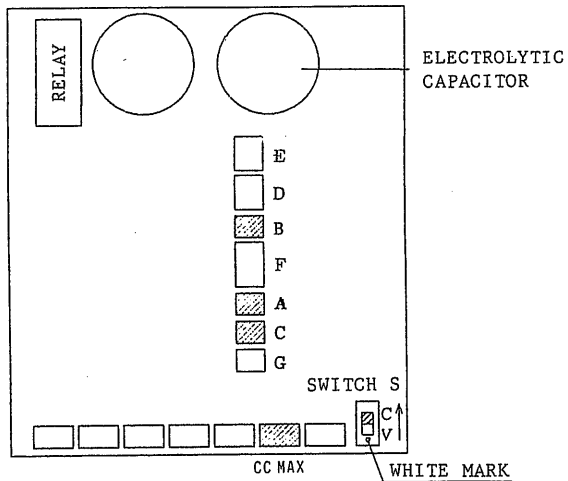 RELAY
ELECTROLYTIC
CAPACITOR
E
D
B
F
A
C
G
SWITCH S
C
V
CC MAX
WHITE MARK